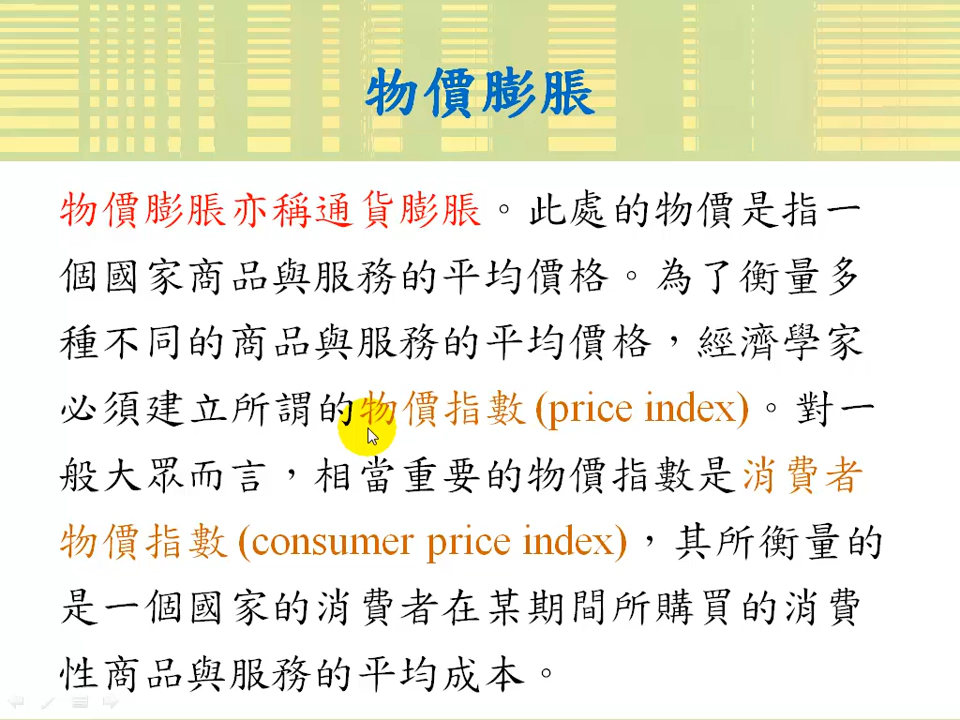 物價膨脹
物價膨脹亦稱通貨膨脹。此處的物價是指一
個國家商品與服務的平均價格。為了衡量多
種不同的商品與服務的平均價格，經濟學家
必須建立所謂的物價指數(price index)。對一
般大眾而言，相當重要的物價指數是消費者
物價指數(consumer price index)，其所衡量的
是一個國家的消費者在某期間所購買的消費
性商品與服務的平均成本。